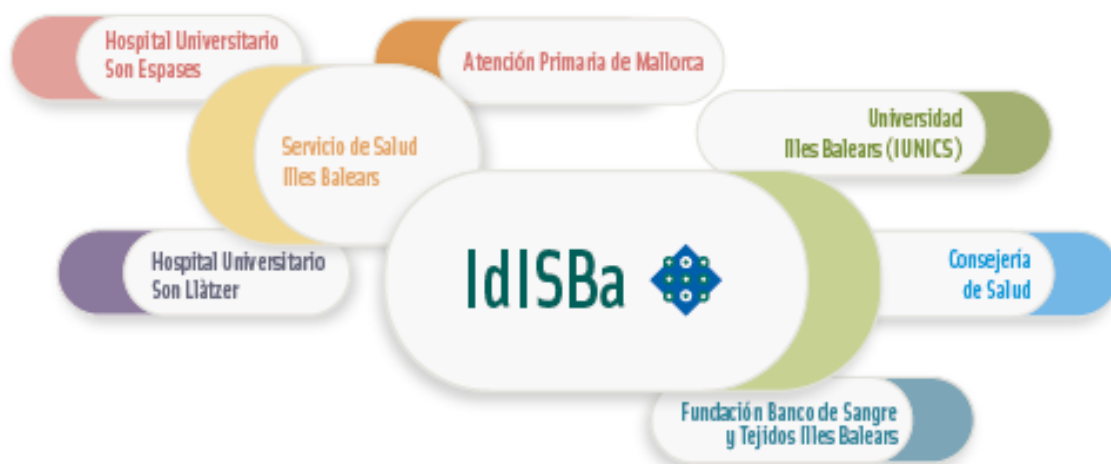 Hospital Universitario
Son Espases
Atención Primaria de Mallorca
Universidad
Illes Balears (IUNICS)
Servicio de Salud
Illes Balears
Hospital Universitario
Son Llàtzer
IdISBa
Consejería
de Salud
Fundación Banco de Sangre
y Tejidos Illes Balears